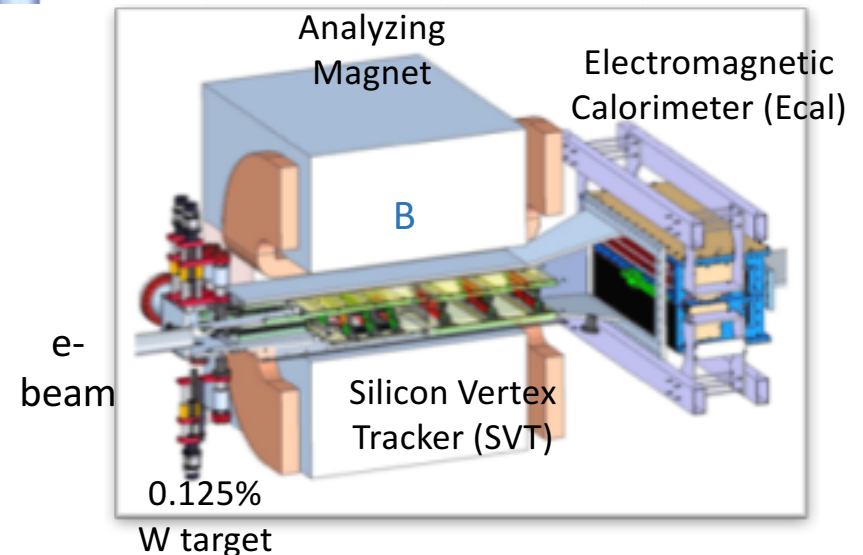 Analyzing
Magnet
Electromagnetic
Calorimeter (Ecal)
B
e-
beam
Silicon Vertex
Tracker (SVT)
0.125%
W target